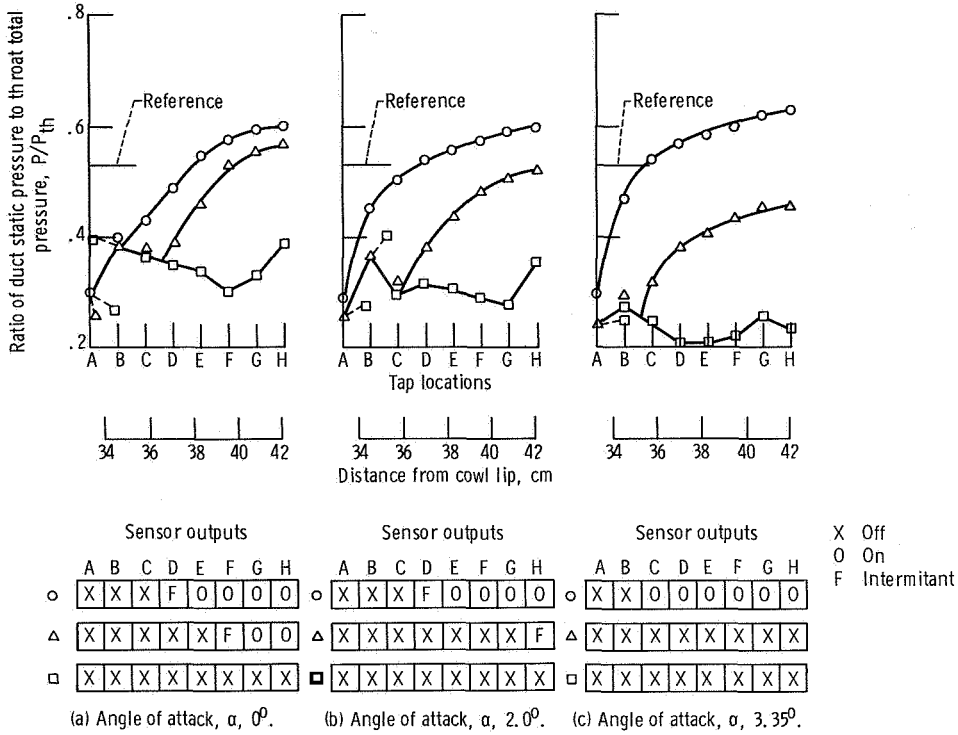 Ratio of duct static pressure to throat total
pressure, P/Pth
.8
.6
.4
.2
Reference
Reference
Reference
A B C D E F G H
A B C D E F G H
A B C D E F G H
Tap locations
34 36 38 40 42
34 36 38 40 42
34 36 38 40 42
Distance from cowl lip, cm
Sensor outputs
Sensor outputs
Sensor outputs
X Off
O On
F Intermitant
A B C D E F G H
A B C D E F G H
A B C D E F G H
X X X F O O O O
X X X F O O O O
X X O O O O O O
X X X X X F O O
X X X X X X X F
X X X X X X X X
X X X X X X X X
X X X X X X X X
X X X X X X X X
(a) Angle of attack, α, 0⁰.
(b) Angle of attack, α, 2.0⁰.
(c) Angle of attack, α, 3.35⁰.